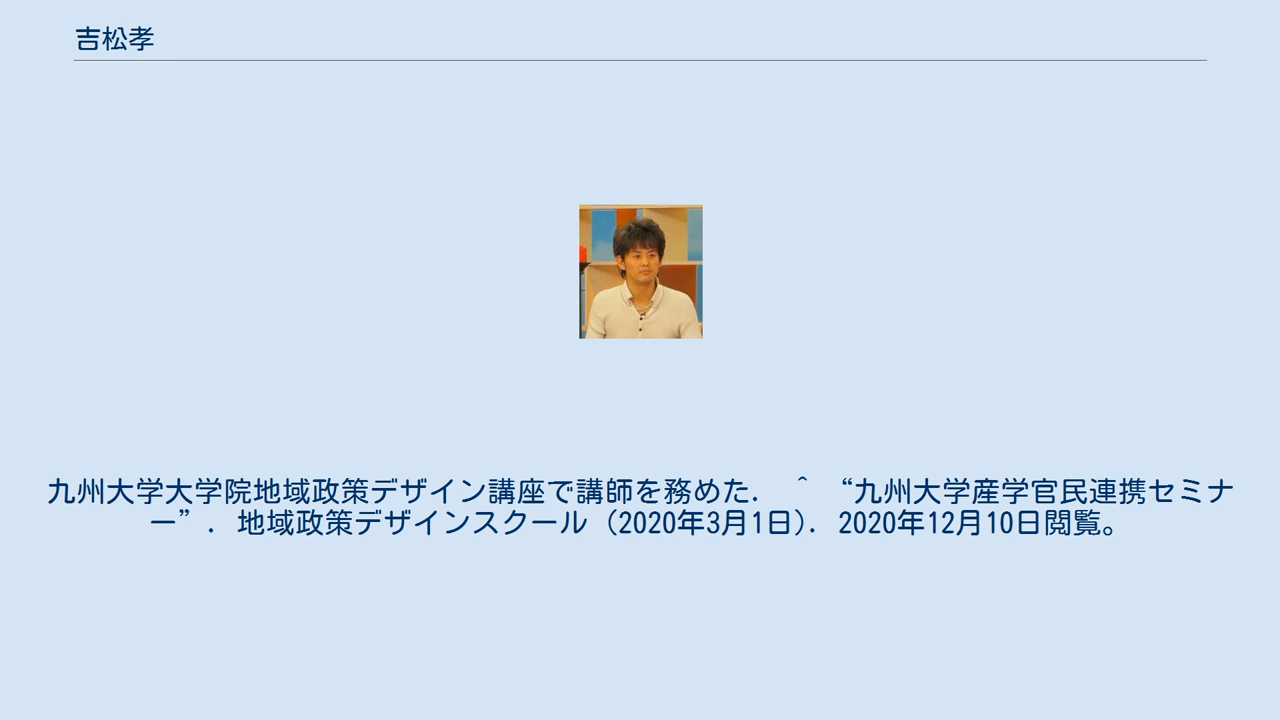 吉松孝
九州大学大学院地域政策デザイン講座で講師を務めた． ＾ “九州大学産学官民連携セミナ
ー”．地域政策デザインスクール (2020年3月1日)．2020年12月10日閲覧。